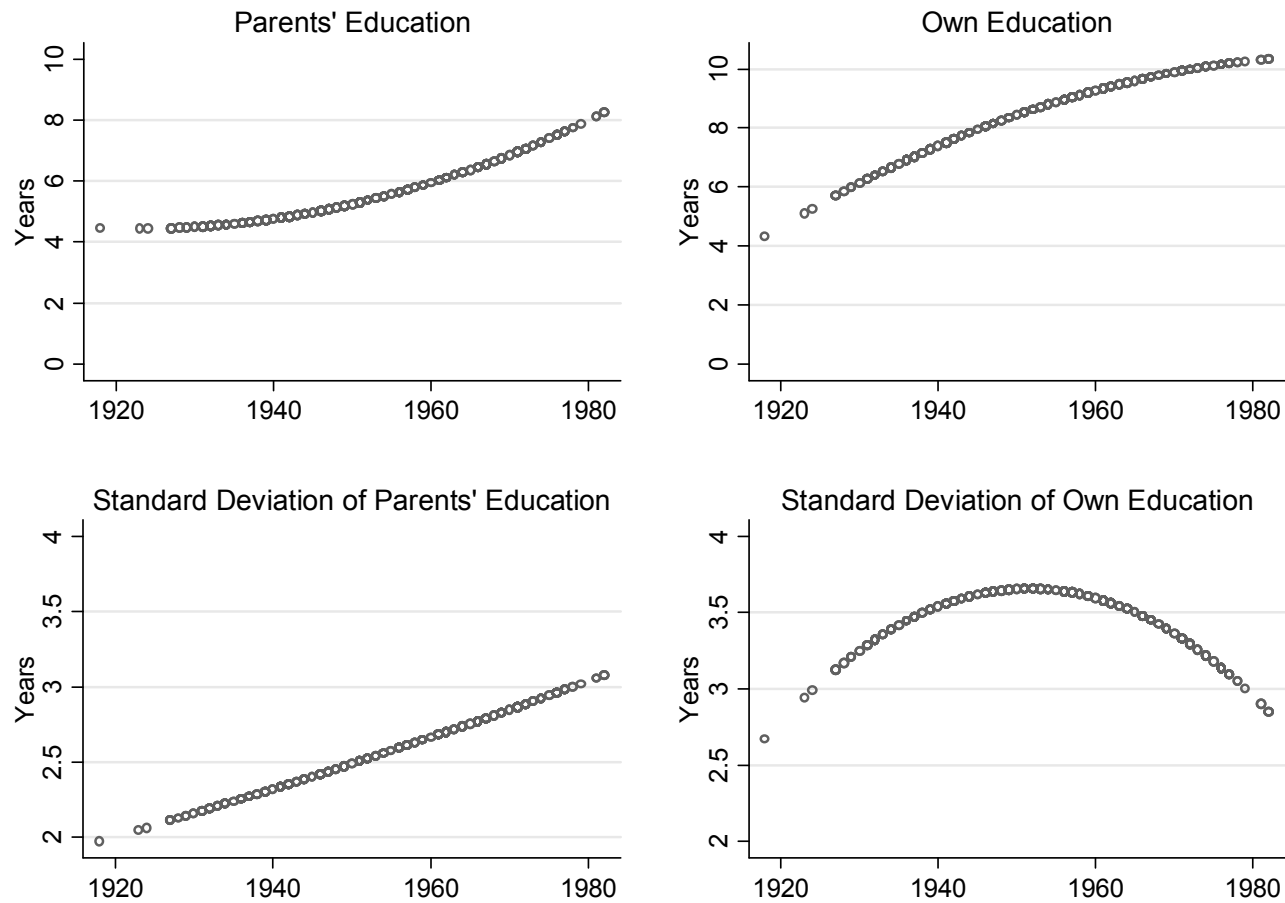 Parents' Education
Years
10
8
6
4
2
0
1920 1940 1960 1980
Own Education
Years
10
8
6
4
2
0
1920 1940 1960 1980
Standard Deviation of Parents' Education
Years
4
3.5
3
2.5
2
1920 1940 1960 1980
Standard Deviation of Own Education
Years
4
3.5
3
2.5
2
1920 1940 1960 1980